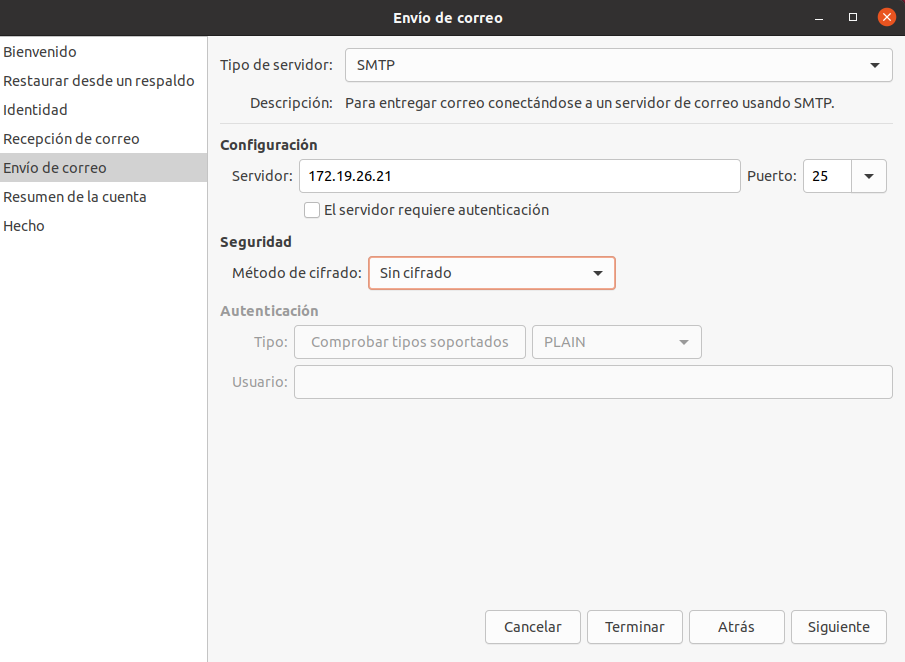 Envío de correo
Bienvenido
Restaurar desde un respaldo
Identidad
Recepción de correo
Envío de correo
Resumen de la cuenta
Hecho
Tipo de servidor: SMTP
Descripción: Para entregar correo conectándose a un servidor de correo usando SMTP.
Configuración
Servidor: 172.19.26.21 Puerto: 25
El servidor requiere autenticación
Seguridad
Método de cifrado: Sin cifrado
Autenticación
Tipo: Comprobar tipos soportados PLAIN
Usuario:
Cancelar Terminar Atrás Siguiente